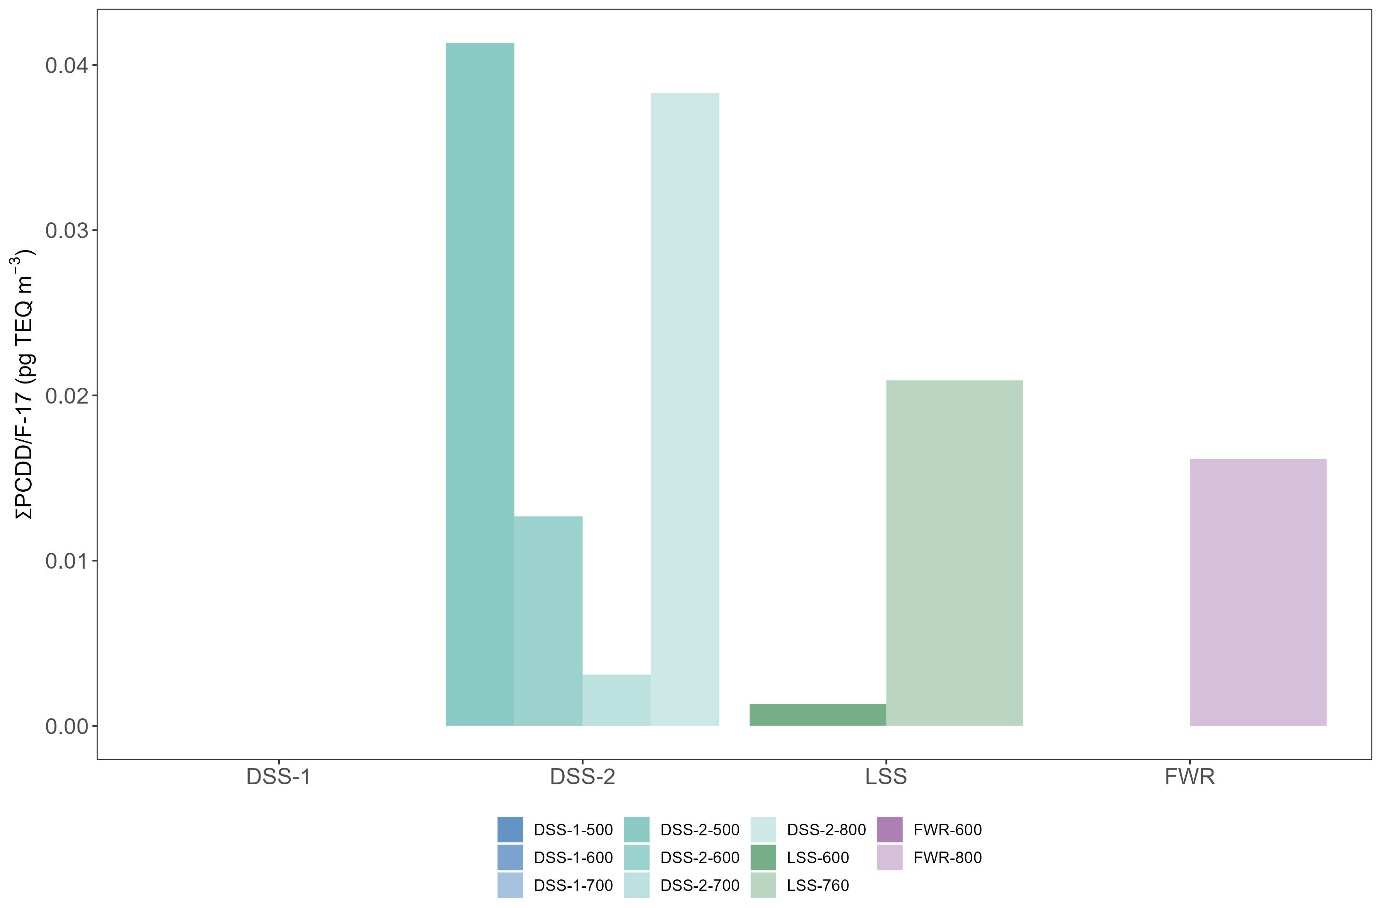 ΣPCDD/F-17 (pg TEQ m⁻³)
0.04
0.03
0.02
0.01
0.00
DSS-1 DSS-2 LSS FWR
DSS-1-500 DSS-2-500 DSS-2-800 FWR-600
DSS-1-600 DSS-2-600 LSS-600 FWR-800
DSS-1-700 DSS-2-700 LSS-760